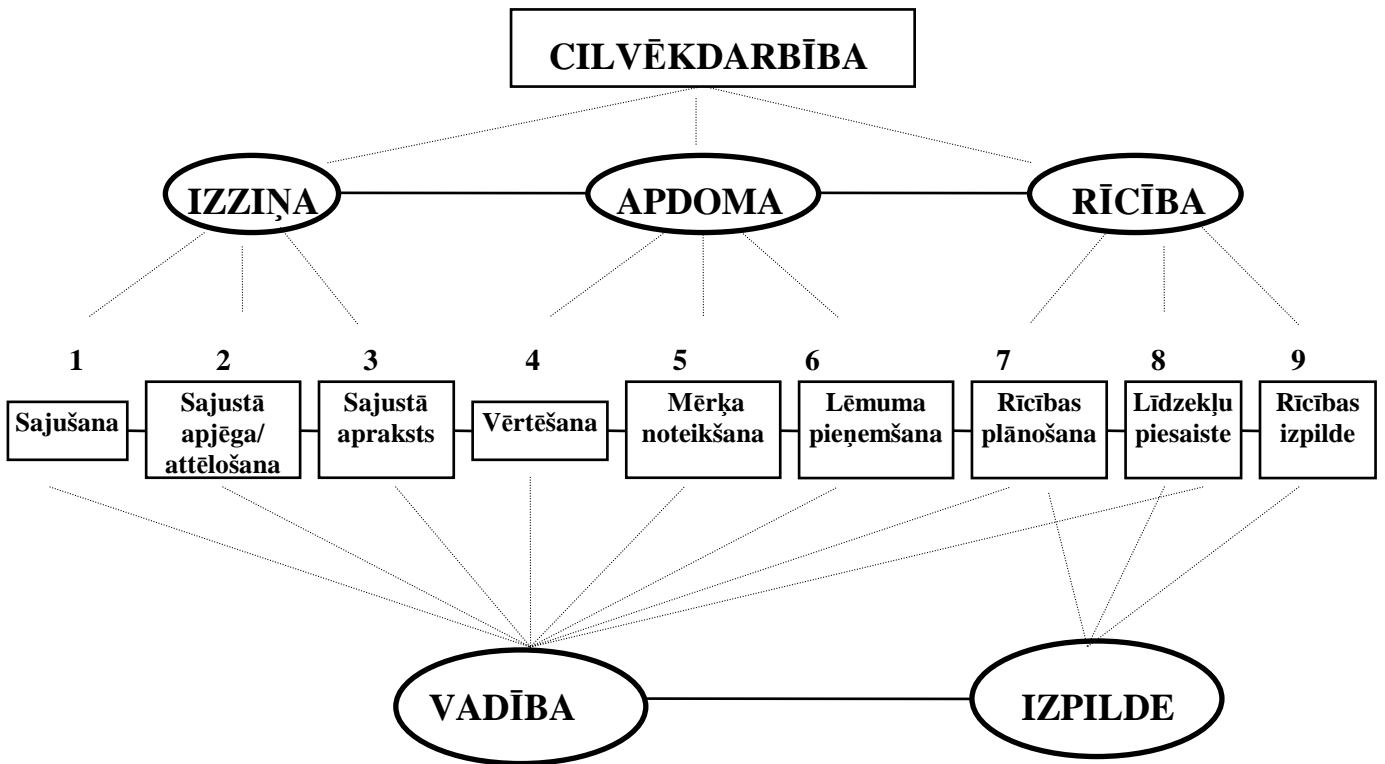 CILVĒKDARBĪBA
IZZIŅA APDOMA RĪCĪBA
1 2 3 4 5 6 7 8 9
Sajušana
Sajustā
apjēga/
attēlošana
Sajustā
apraksts
Vērtēšana
Mērķa
noteikšana
Lēmuma
pieņemšana
Rīcības
plānošana
Līdzekļu
piesaiste
Rīcības
izpilde
VADĪBA IZPILDE